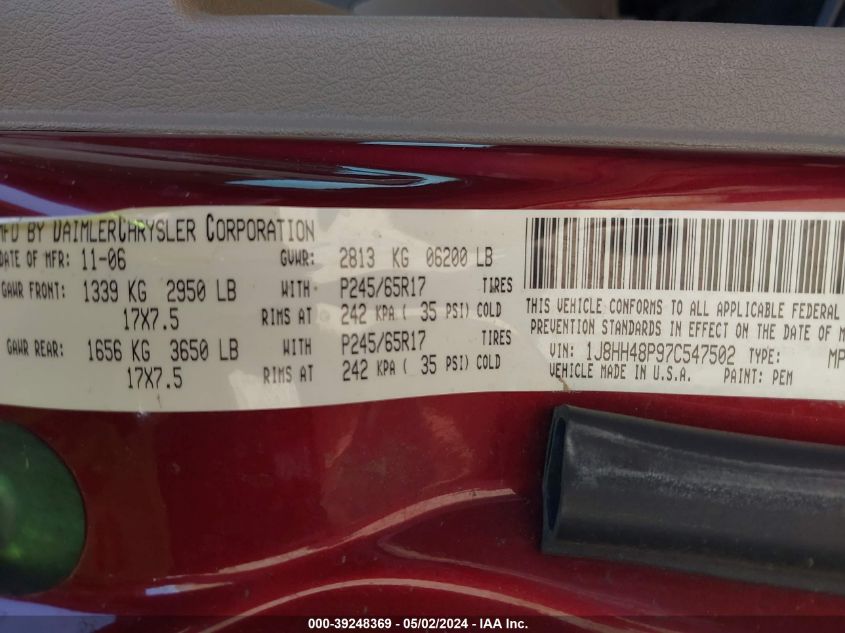 MFD BY DAIMLERCHRYSLER CORPORATION
DATE OF MFR: 11-06 GVWR: 2813 KG 06200 LB
GAWR FRONT: 1339 KG 2950 LB WITH P245/65R17 TIRES
17X7.5 RIMS AT 242 KPA ( 35 PSI) COLD
GAWR REAR: 1656 KG 3650 LB WITH P245/65R17 TIRES
17X7.5 RIMS AT 242 KPA ( 35 PSI) COLD
THIS VEHICLE CONFORMS TO ALL APPLICABLE FEDERAL
PREVENTION STANDARDS IN EFFECT ON THE DATE OF
VIN: 1J8HH48P97C547502 TYPE: MP
VEHICLE MADE IN U.S.A. PAINT: PEM
000-39248369 - 05/02/2024 - IAA Inc.